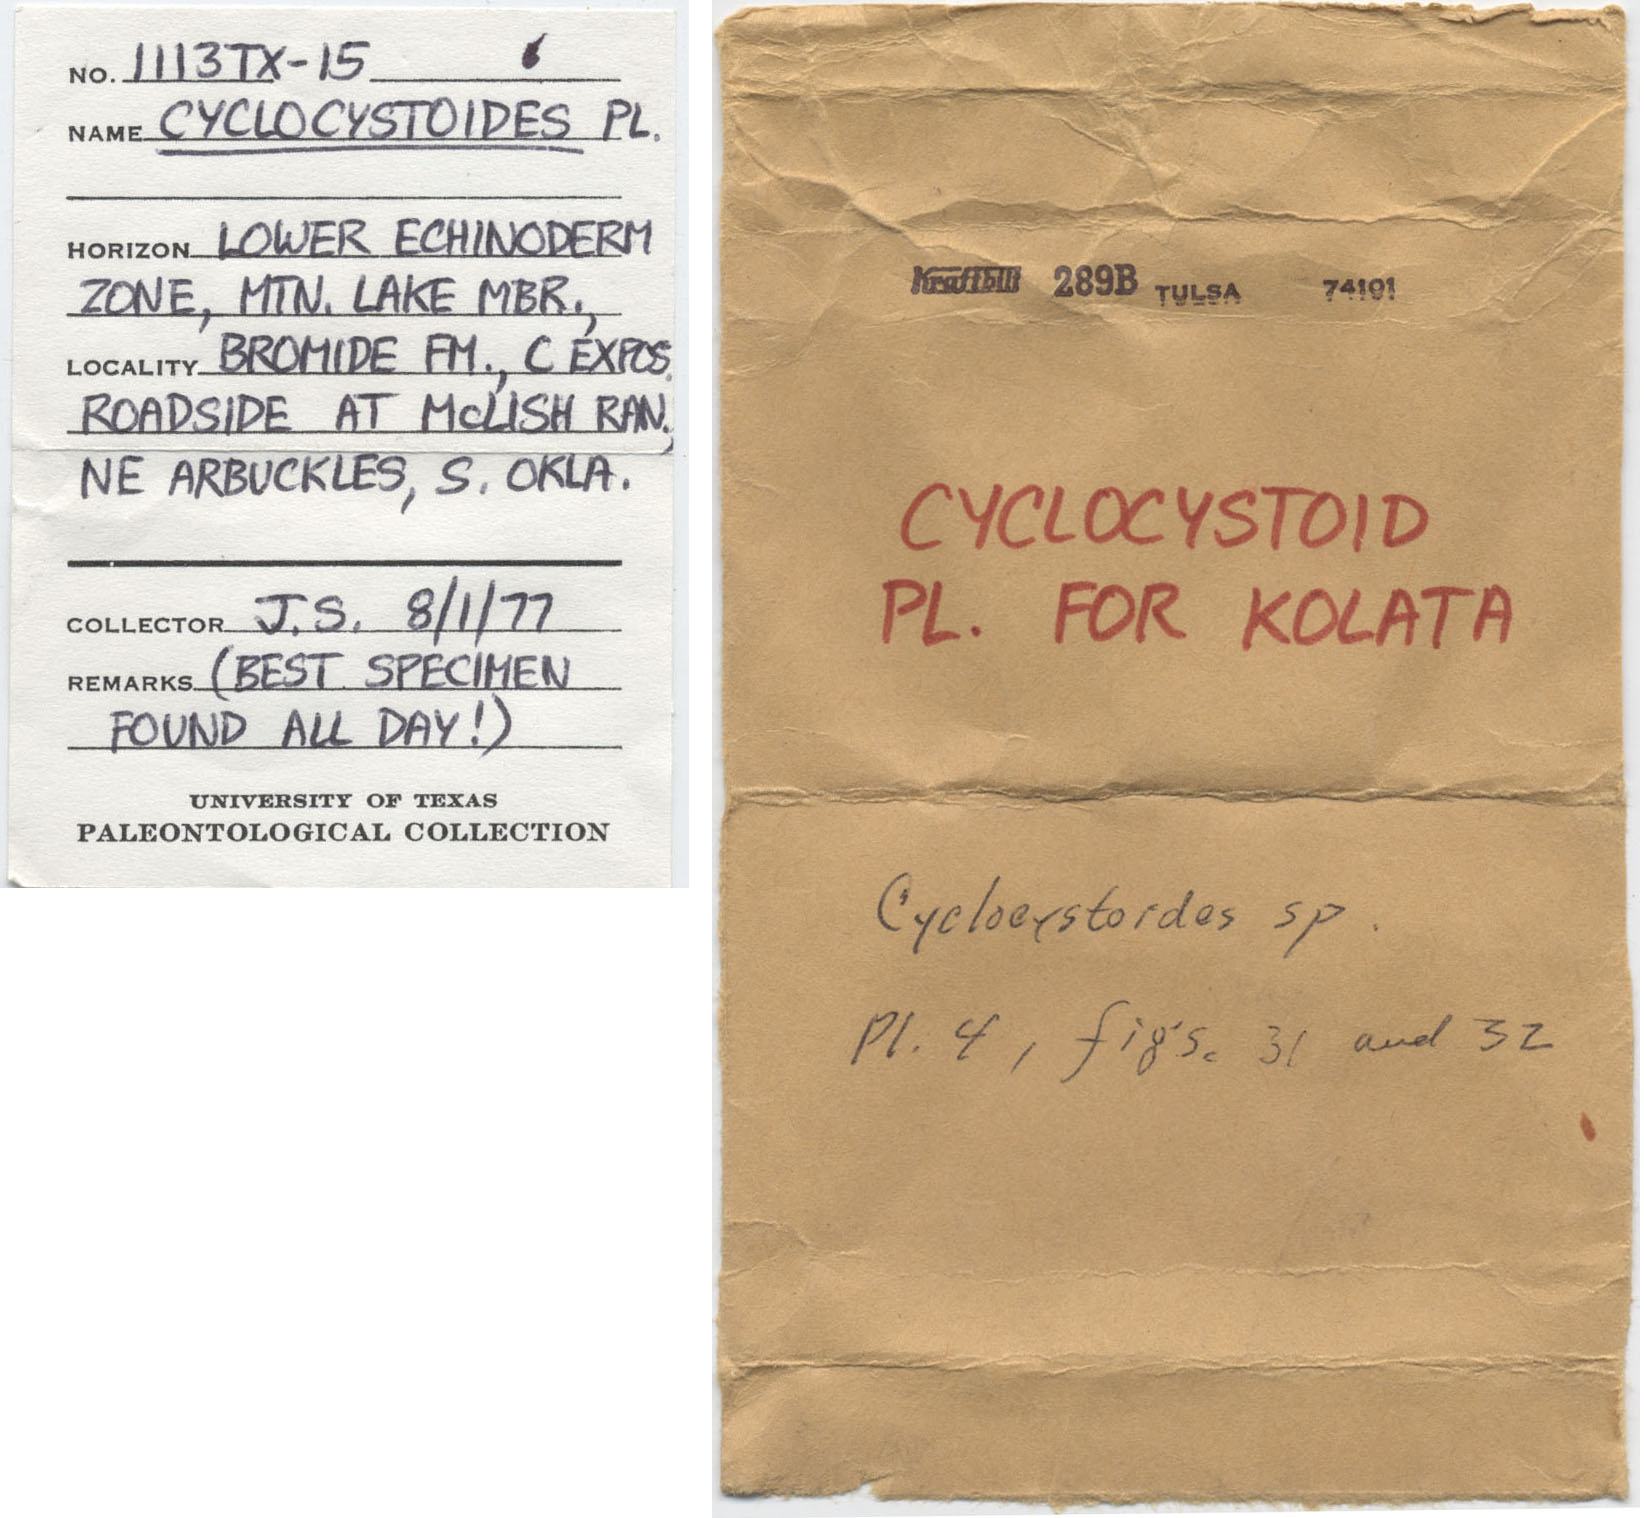 NO. 1113TX-15
NAME CYCLOCYSTOIDES PL.
HORIZON LOWER ECHINODERM
ZONE, MTN. LAKE MBR.,
LOCALITY BROMIDE FM., C EXPOS.
ROADSIDE AT McLISH RAN.,
NE ARBUCKLES, S. OKLA.
COLLECTOR J.S. 8/1/77
REMARKS (BEST SPECIMEN
FOUND ALL DAY!)
UNIVERSITY OF TEXAS
PALEONTOLOGICAL COLLECTION
Kraftbilt 289B TULSA 74101
CYCLOCYSTOID
PL. FOR KOLATA
Cyclocystoides sp.
Pl. 4, figs. 31 and 32